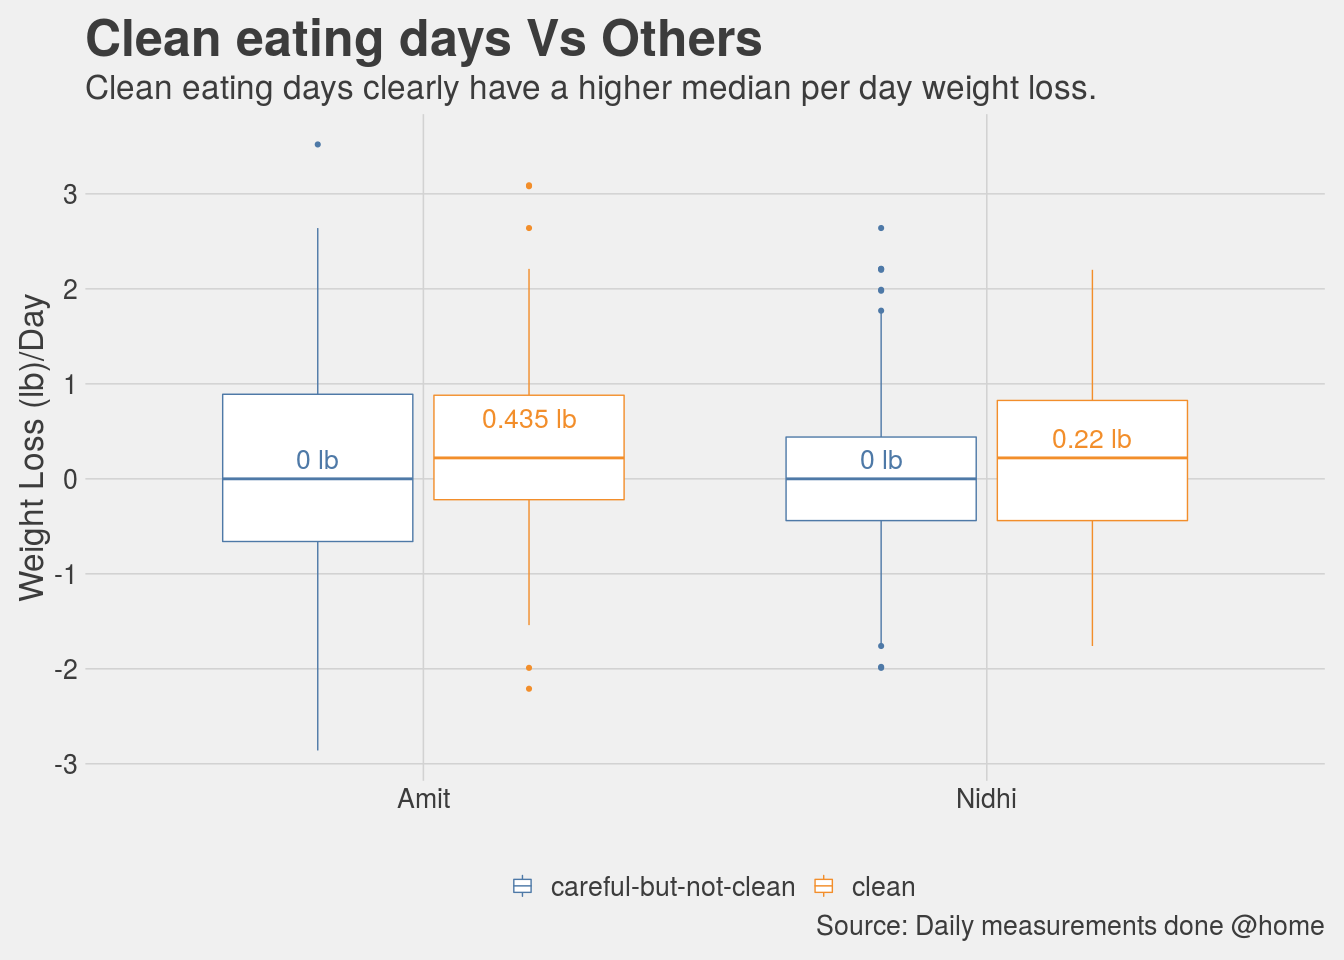 Clean eating days Vs Others
Clean eating days clearly have a higher median per day weight loss.
Weight Loss (lb)/Day
3
2
1
0
-1
-2
-3
0 lb
0.435 lb
0 lb
0.22 lb
Amit
Nidhi
careful-but-not-clean
clean
Source: Daily measurements done @home